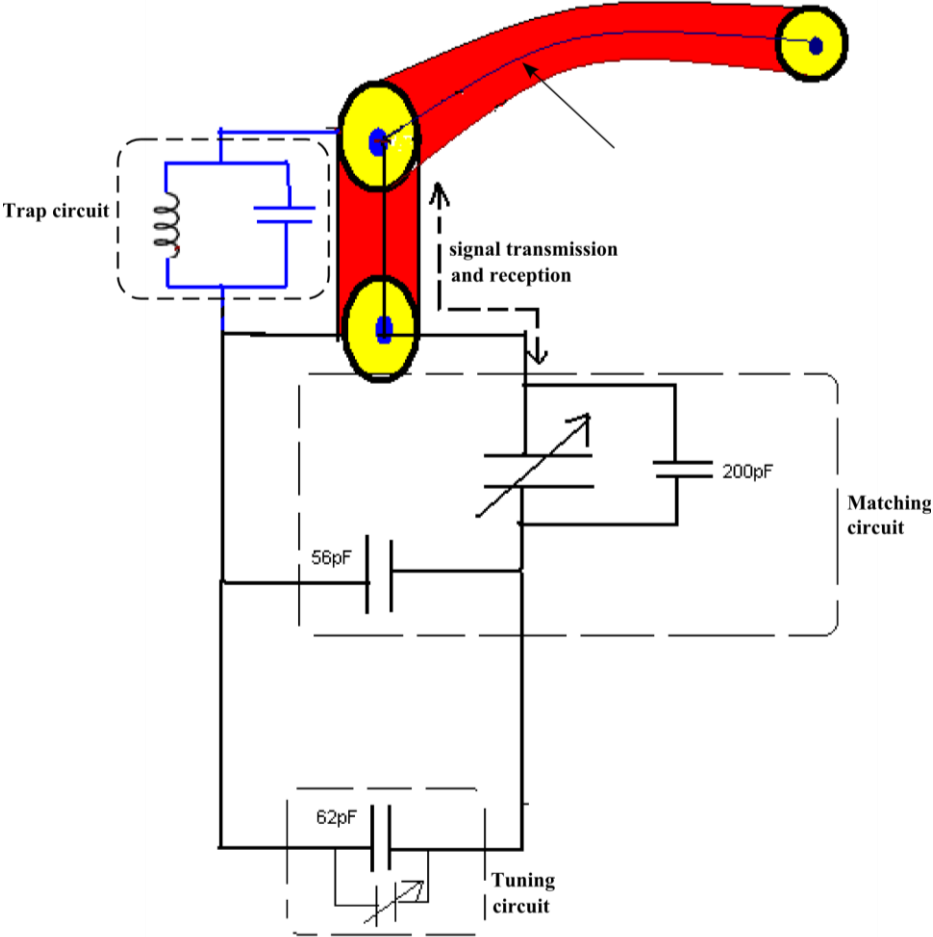 Trap circuit
signal transmission
and reception
200pF
Matching
circuit
56pF
62pF
Tuning
circuit